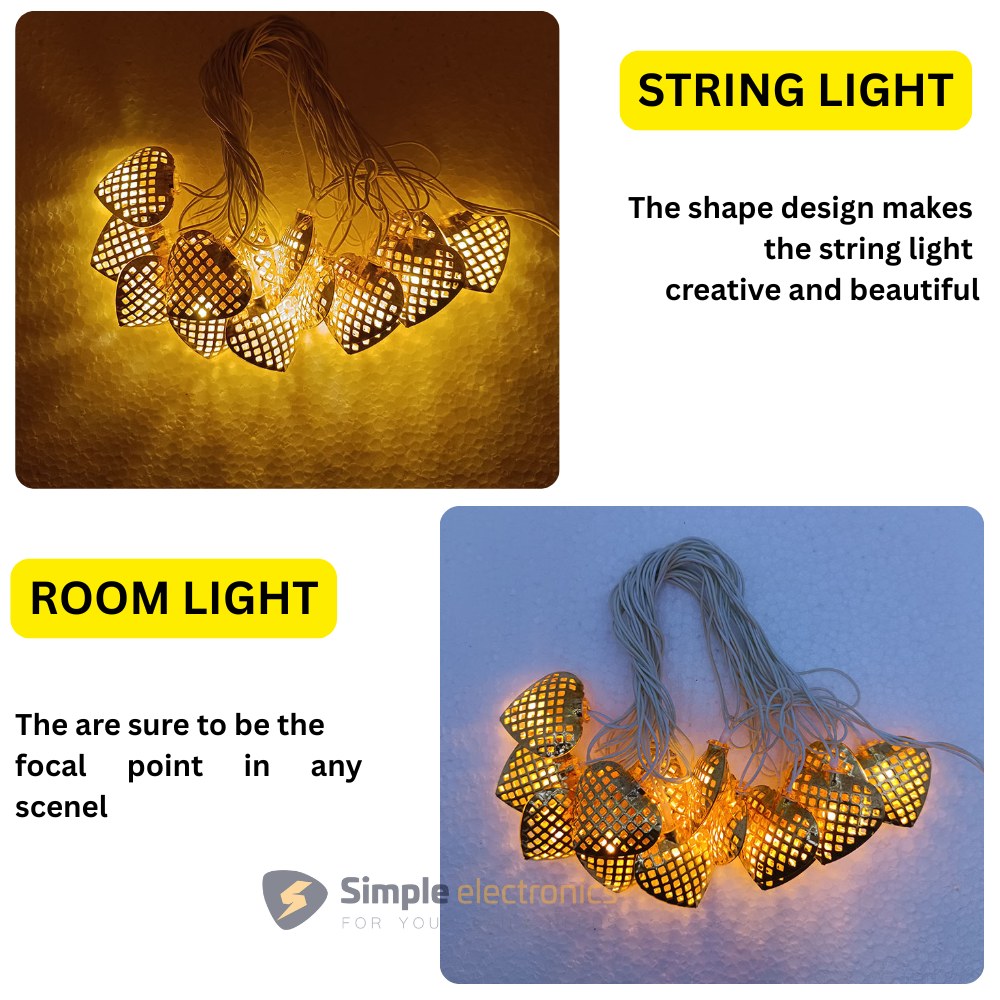 STRING LIGHT
The shape design makes
the string light
creative and beautiful
ROOM LIGHT
The are sure to be the
focal point in any
scenel
Simple electronics
FOR YOU